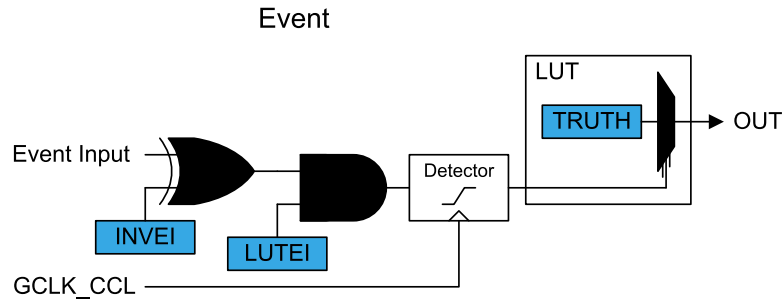 Event
LUT
TRUTH
OUT
Event Input
Detector
INVEI
LUTEI
GCLK_CCL